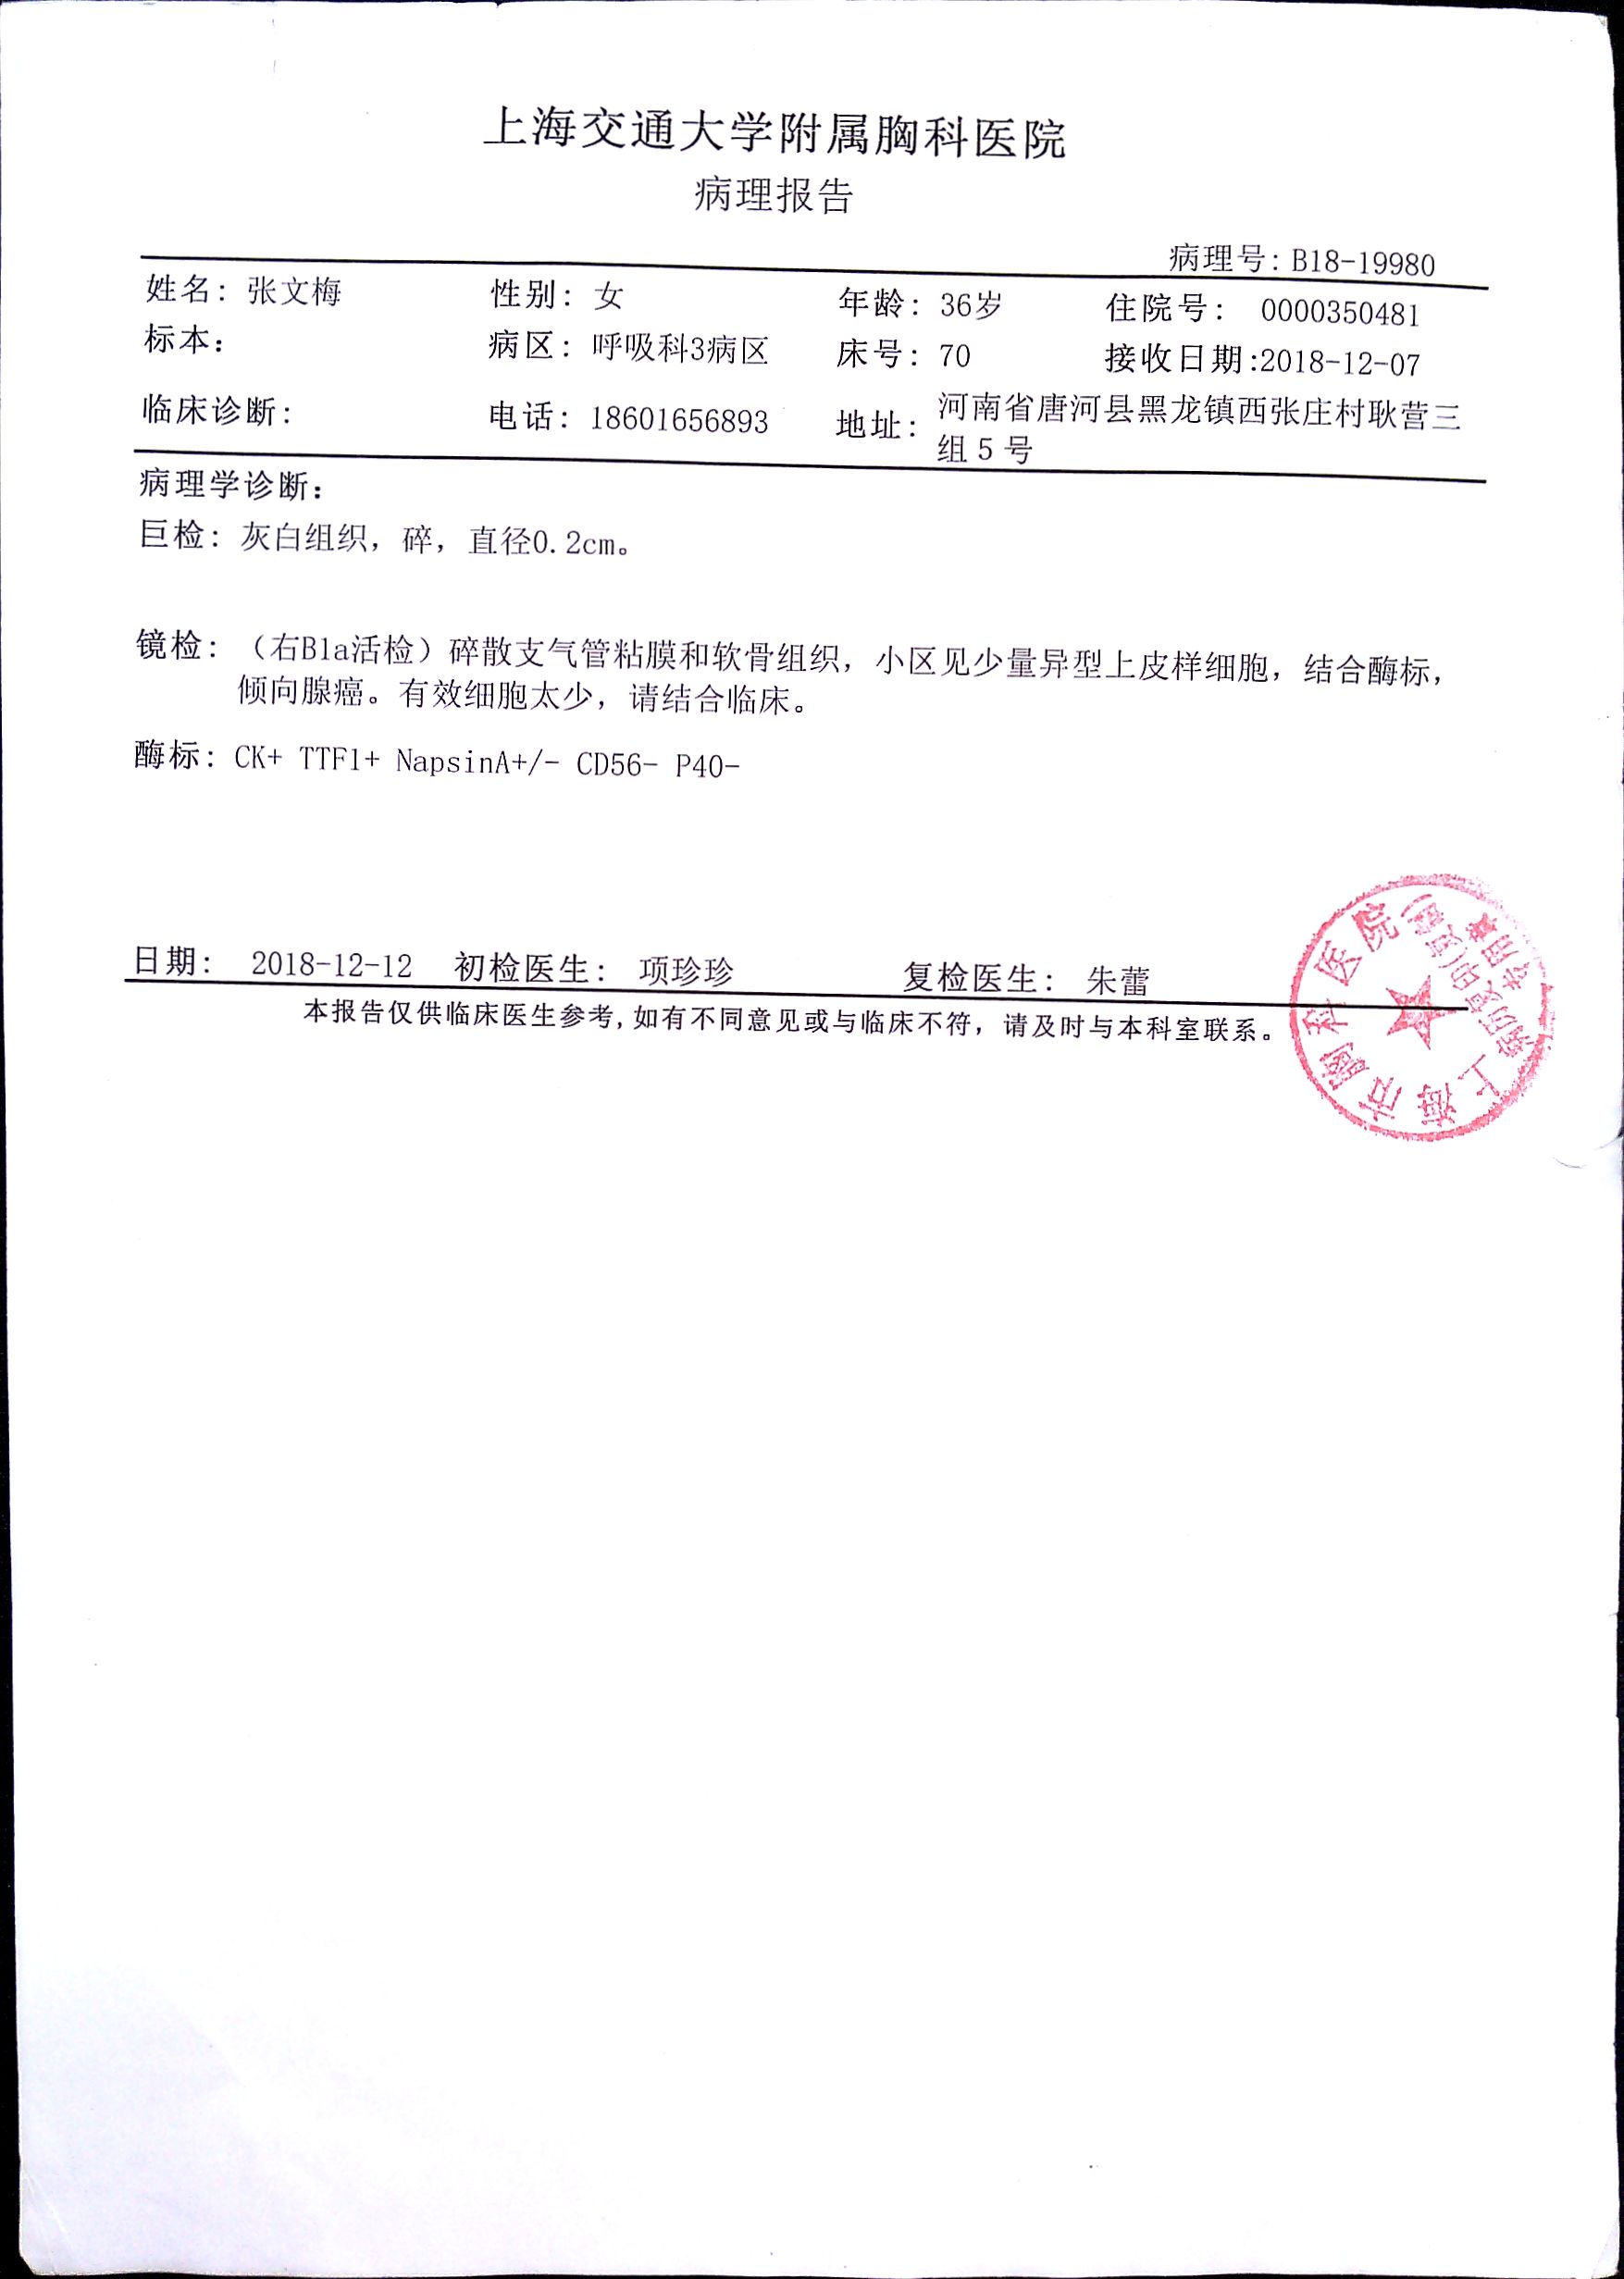 上海交通大学附属胸科医院
病理报告
病理号：B18-19980
姓名：张文梅 性别：女 年龄：36岁 住院号： 0000350481
标本： 病区：呼吸科3病区 床号：70 接收日期:2018-12-07
临床诊断： 电话：18601656893 地址：河南省唐河县黑龙镇西张庄村耿营三
组 5 号
病理学诊断：
巨检：灰白组织，碎，直径0.2cm。
镜检：（右B1a活检）碎散支气管粘膜和软骨组织，小区见少量异型上皮样细胞，结合酶标，
倾向腺癌。有效细胞太少，请结合临床。
酶标：CK+ TTF1+ NapsinA+/- CD56- P40-
日期： 2018-12-12 初检医生： 项珍珍 复检医生： 朱蕾
本报告仅供临床医生参考,如有不同意见或与临床不符，请及时与本科室联系。
上海市胸科医院
病历复印(复制)
专用章